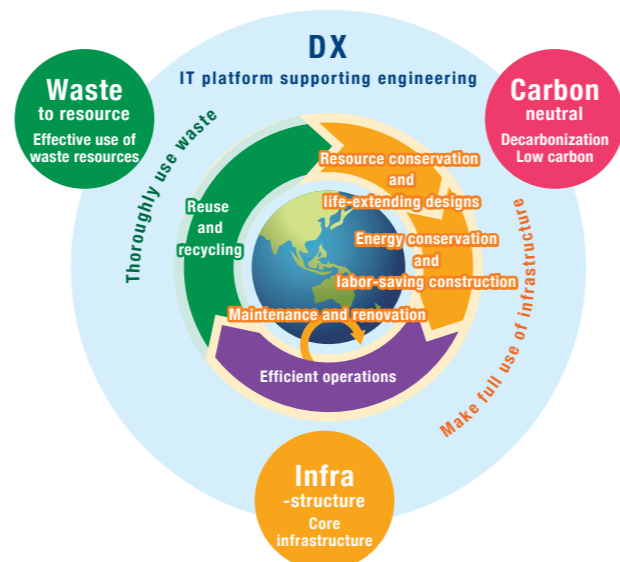 DX
IT platform supporting engineering
Waste
to resource
Effective use of
waste resources
Carbon
neutral
Decarbonization
Low carbon
Thoroughly use waste
Make full use of infrastructure
Resource conservation
and
life-extending designs
Reuse
and
recycling
Energy conservation
and
labor-saving construction
Maintenance and renovation
Efficient operations
Infra
-structure
Core
infrastructure